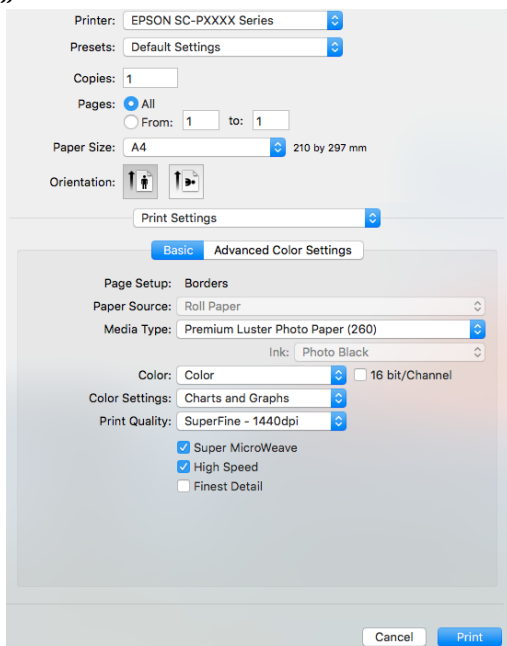 Printer: EPSON SC-PXXXX Series
Presets: Default Settings
Copies: 1
Pages: All
From: 1 to: 1
Paper Size: A4 210 by 297 mm
Orientation:
Print Settings
Basic Advanced Color Settings
Page Setup: Borders
Paper Source: Roll Paper
Media Type: Premium Luster Photo Paper (260)
Ink: Photo Black
Color: Color 16 bit/Channel
Color Settings: Charts and Graphs
Print Quality: SuperFine - 1440dpi
Super MicroWeave
High Speed
Finest Detail
Cancel Print